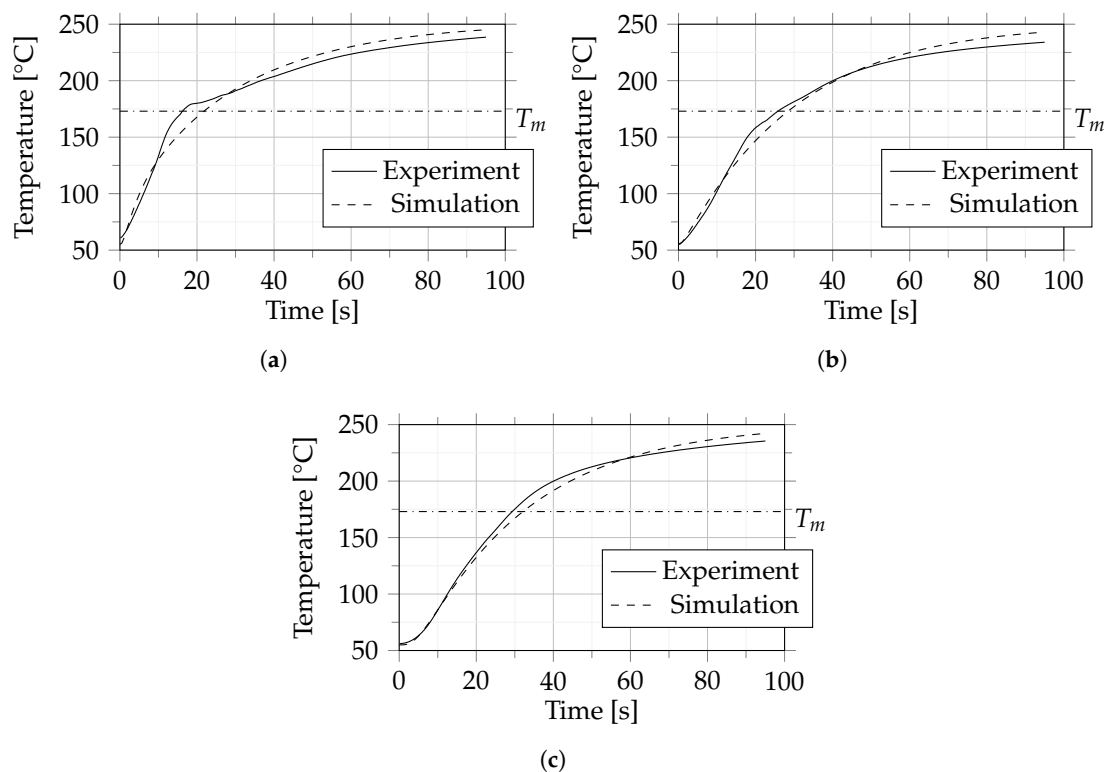 250
200
150
100
50
Temperature [°C]
T_m
Experiment
Simulation
0 20 40 60 80 100
Time [s]
(a)
250
200
150
100
50
Temperature [°C]
T_m
Experiment
Simulation
0 20 40 60 80 100
Time [s]
(b)
250
200
150
100
50
Temperature [°C]
T_m
Experiment
Simulation
0 20 40 60 80 100
Time [s]
(c)